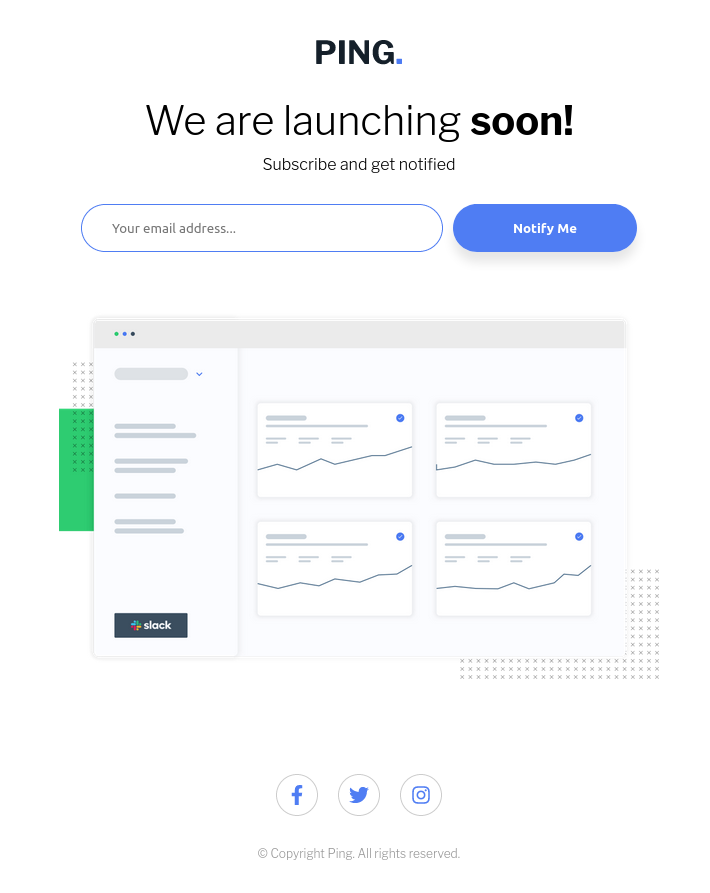 PING.
We are launching soon!
Subscribe and get notified
Your email address...
Notify Me
slack
© Copyright Ping. All rights reserved.